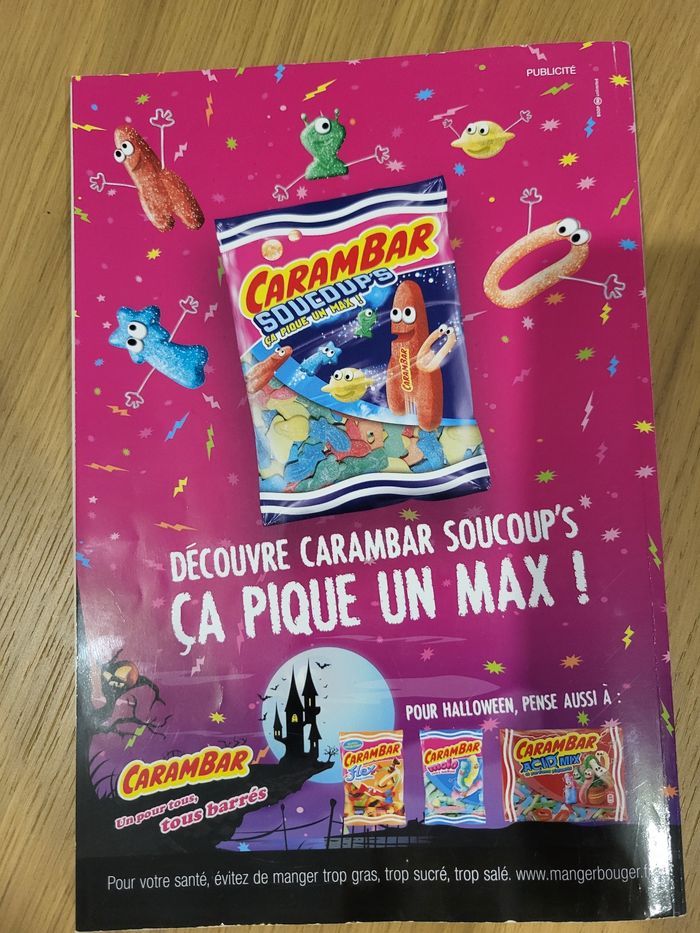 PUBLICITÉ
CARAMBAR
SOUCOUP'S
ÇA PIQUE UN MAX !
CARAMBAR
DÉCOUVRE CARAMBAR SOUCOUP'S
ÇA PIQUE UN MAX !
POUR HALLOWEEN, PENSE AUSSI À :
CARAMBAR
Flex
CARAMBAR
CARAMBAR
ACID MIX
CARAMBAR
Un pour tous,
tous barrés
Pour votre santé, évitez de manger trop gras, trop sucré, trop salé. www.mangerbouger.f